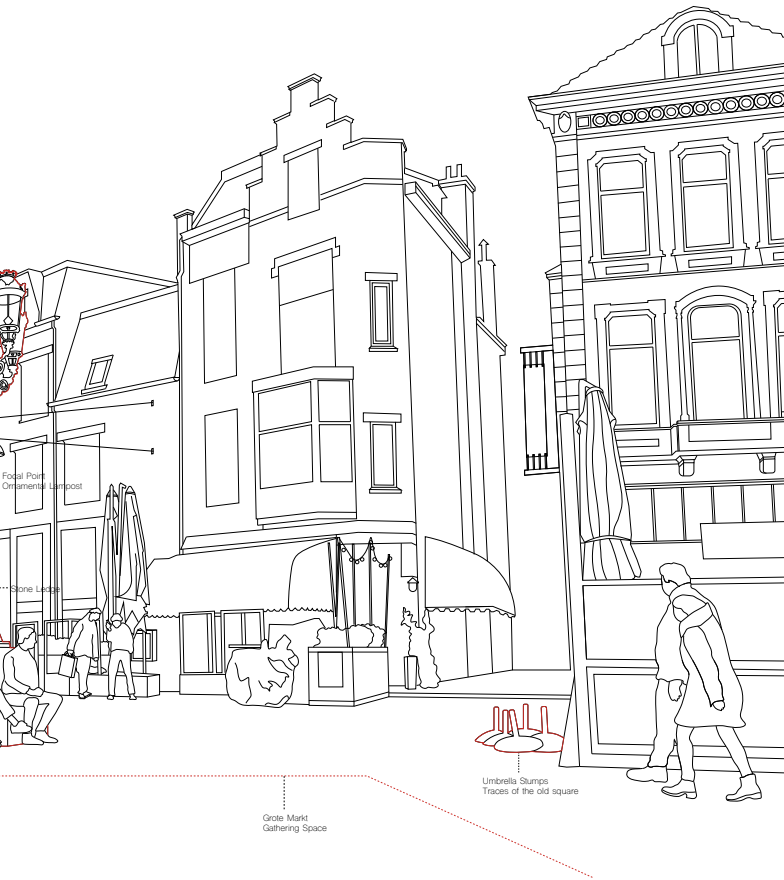 Focal Point
Ornamental Lampost
Stone Ledge
Umbrella Stumps
Traces of the old square
Grote Markt
Gathering Space